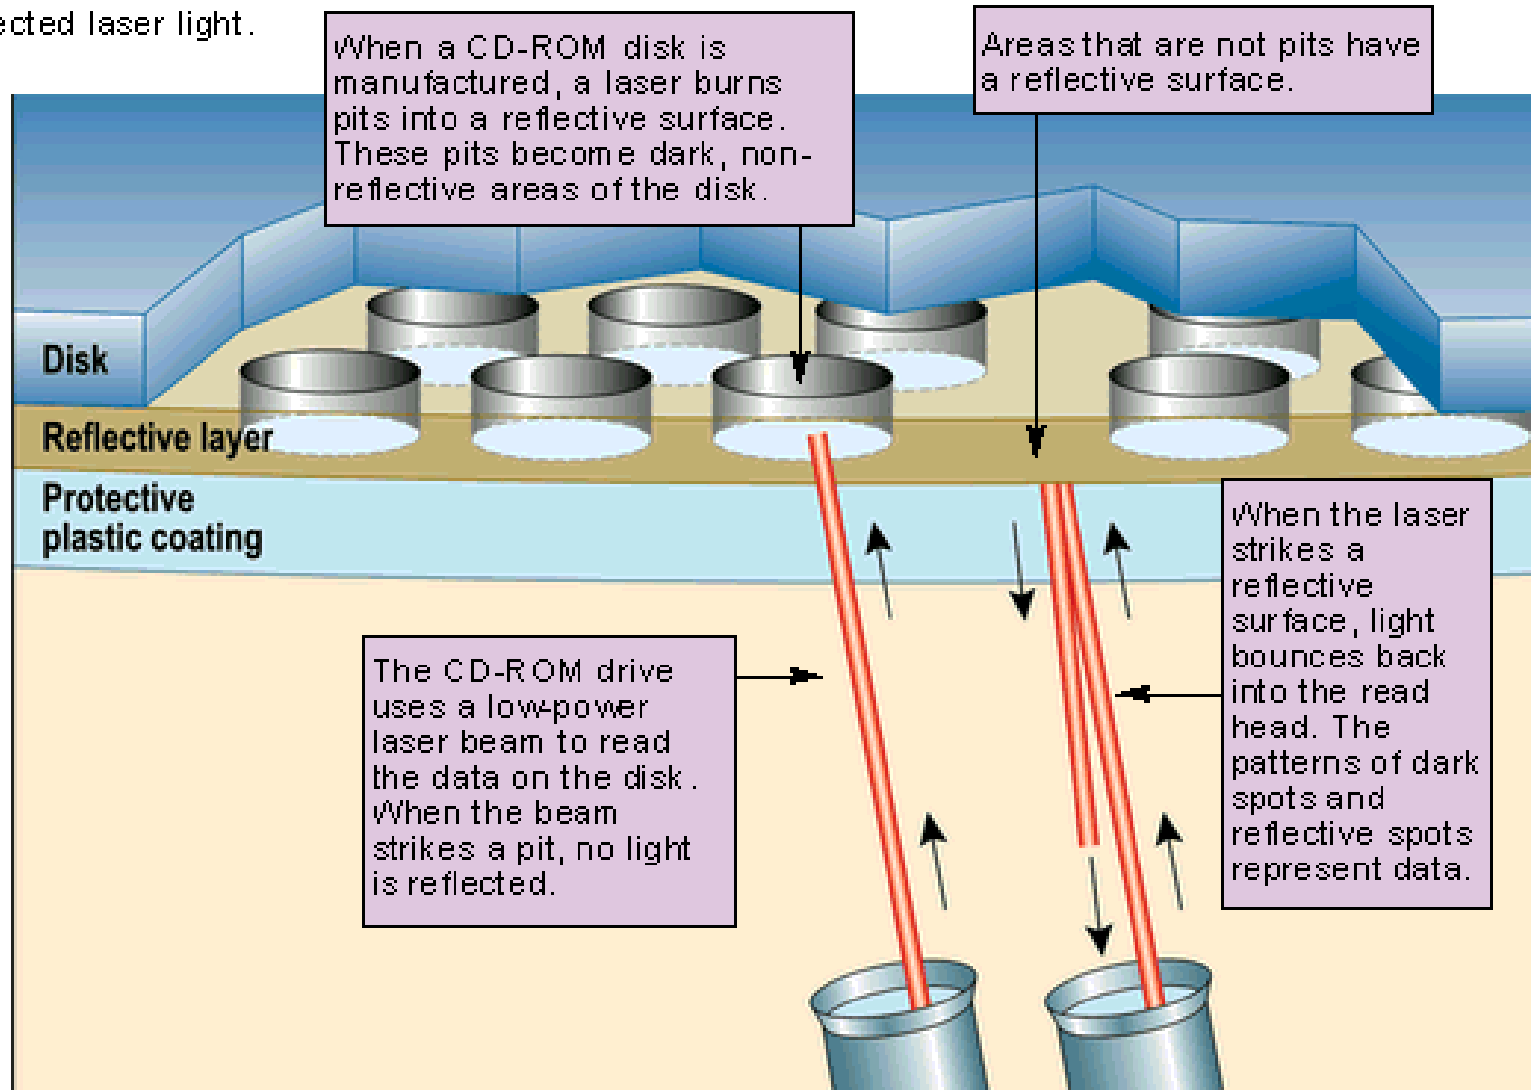 ected laser light.
When a CD-ROM disk is
manufactured, a laser burns
pits into a reflective surface.
These pits become dark, non-
reflective areas of the disk.
Areas that are not pits have
a reflective surface.
Disk
Reflective layer
Protective
plastic coating
The CD-ROM drive
uses a low-power
laser beam to read
the data on the disk.
When the beam
strikes a pit, no light
is reflected.
When the laser
strikes a
reflective
surface, light
bounces back
into the read
head. The
patterns of dark
spots and
reflective spots
represent data.